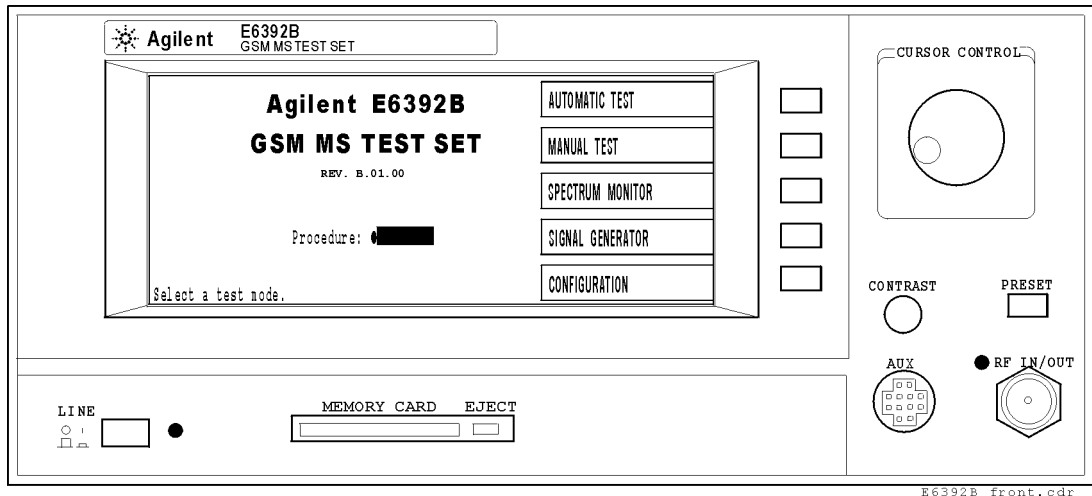 Agilent E6392B
GSM MS TEST SET
CURSOR CONTROL
Agilent E6392B
GSM MS TEST SET
REV. B.01.00
Procedure:
Select a test mode.
AUTOMATIC TEST
MANUAL TEST
SPECTRUM MONITOR
SIGNAL GENERATOR
CONFIGURATION
CONTRAST
PRESET
AUX
RF IN/OUT
LINE
MEMORY CARD
EJECT
E6392B front.cdr